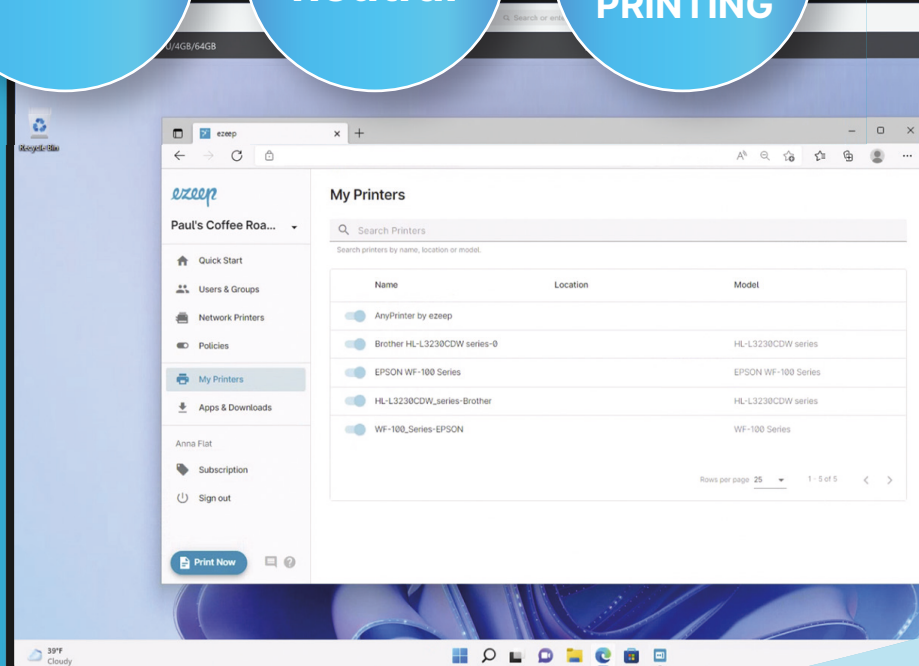 PRINTING
Search or ente
/4GB/64GB
Recycle Bin
ezeep
ezeep
Paul's Coffee Roa...
Quick Start
Users & Groups
Network Printers
Policies
My Printers
Apps & Downloads
Anna Flat
Subscription
Sign out
Print Now
My Printers
Search Printers
Search printers by name, location or model.
Name Location Model
AnyPrinter by ezeep
Brother HL-L3230CDW series-0 HL-L3230CDW series
EPSON WF-100 Series EPSON WF-100 Series
HL-L3230CDW_series-Brother HL-L3230CDW series
WF-100_Series-EPSON WF-100 Series
Rows per page 25 1 - 5 of 5
39°F
Cloudy